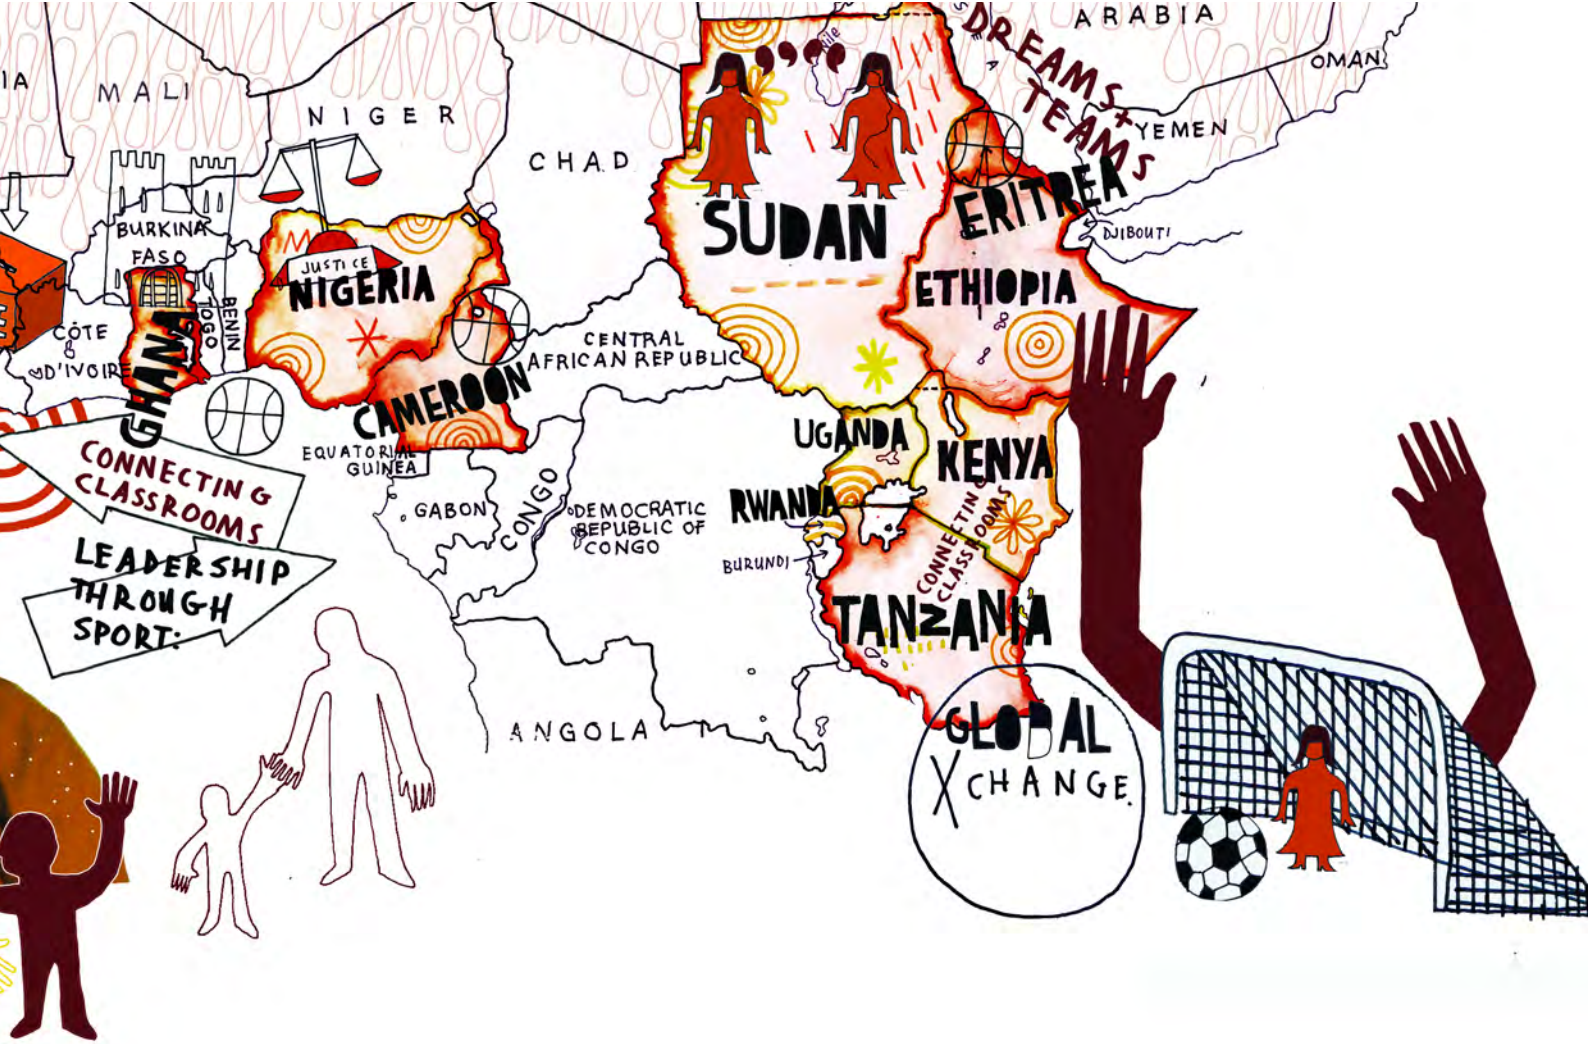 ARABIA
OMAN
DREAMS +
TEAMS
YEMEN
IA
MALI
NIGER
CHAD
Nile
SUDAN
ERITREA
DJIBOUTI
ETHIOPIA
BURKINA
FASO
JUSTICE
NIGERIA
CÔTE
D'IVOIRE
GHANA
TOGO
BENIN
CENTRAL
AFRICAN REPUBLIC
CAMEROON
EQUATORIAL
GUINEA
GABON
CONGO
DEMOCRATIC
REPUBLIC OF
CONGO
UGANDA
KENYA
RWANDA
BURUNDI
CONNECTING
CLASSROOMS
TANZANIA
CONNECTING
CLASSROOMS
LEADERSHIP
THROUGH
SPORT:
ANGOLA
GLOBAL
XCHANGE.